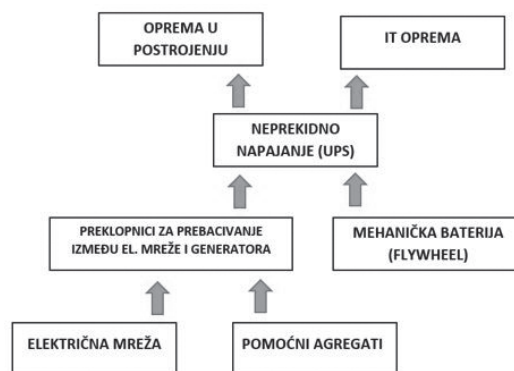 OPREMA U
POSTROJENJU
IT OPREMA
NEPREKIDNO
NAPAJANJE (UPS)
PREKLOPNICI ZA PREBACIVANJE
IZMEĐU EL. MREŽE I GENERATORA
MEHANIČKA BATERIJA
(FLYWHEEL)
ELEKTRIČNA MREŽA
POMOĆNI AGREGATI